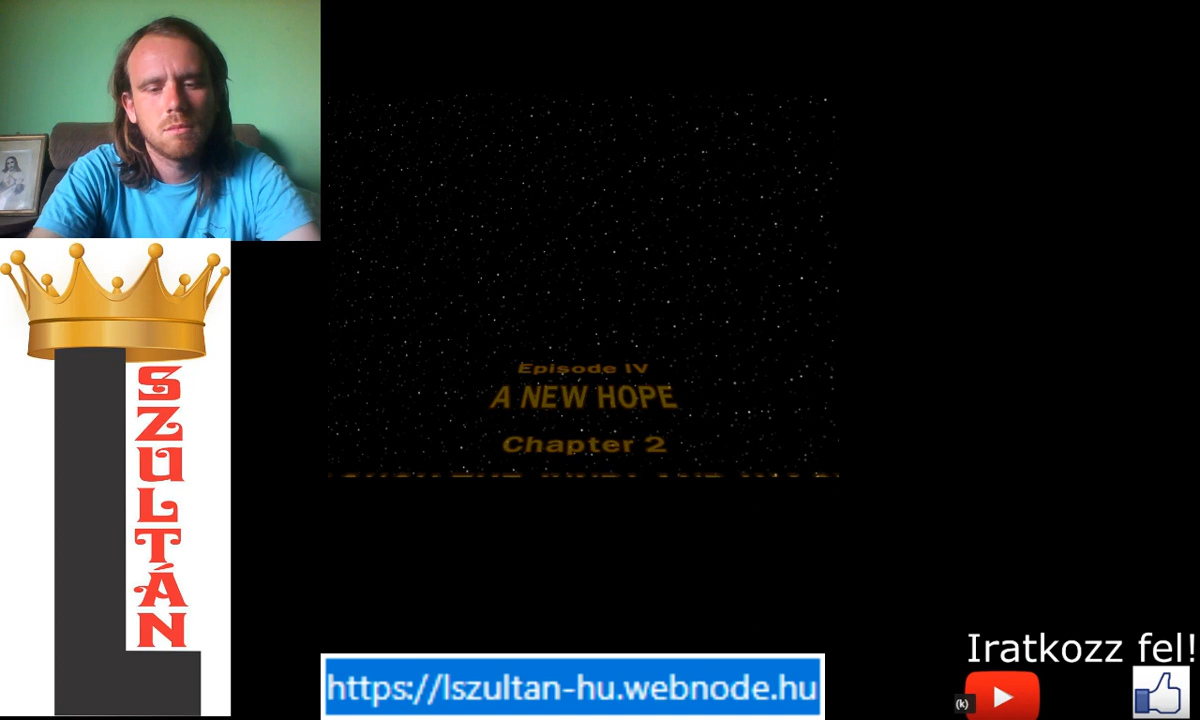 Episode IV
A NEW HOPE
Chapter 2
L
SZULTÁN
https://lszultan-hu.webnode.hu
Iratkozz fel!
(k)